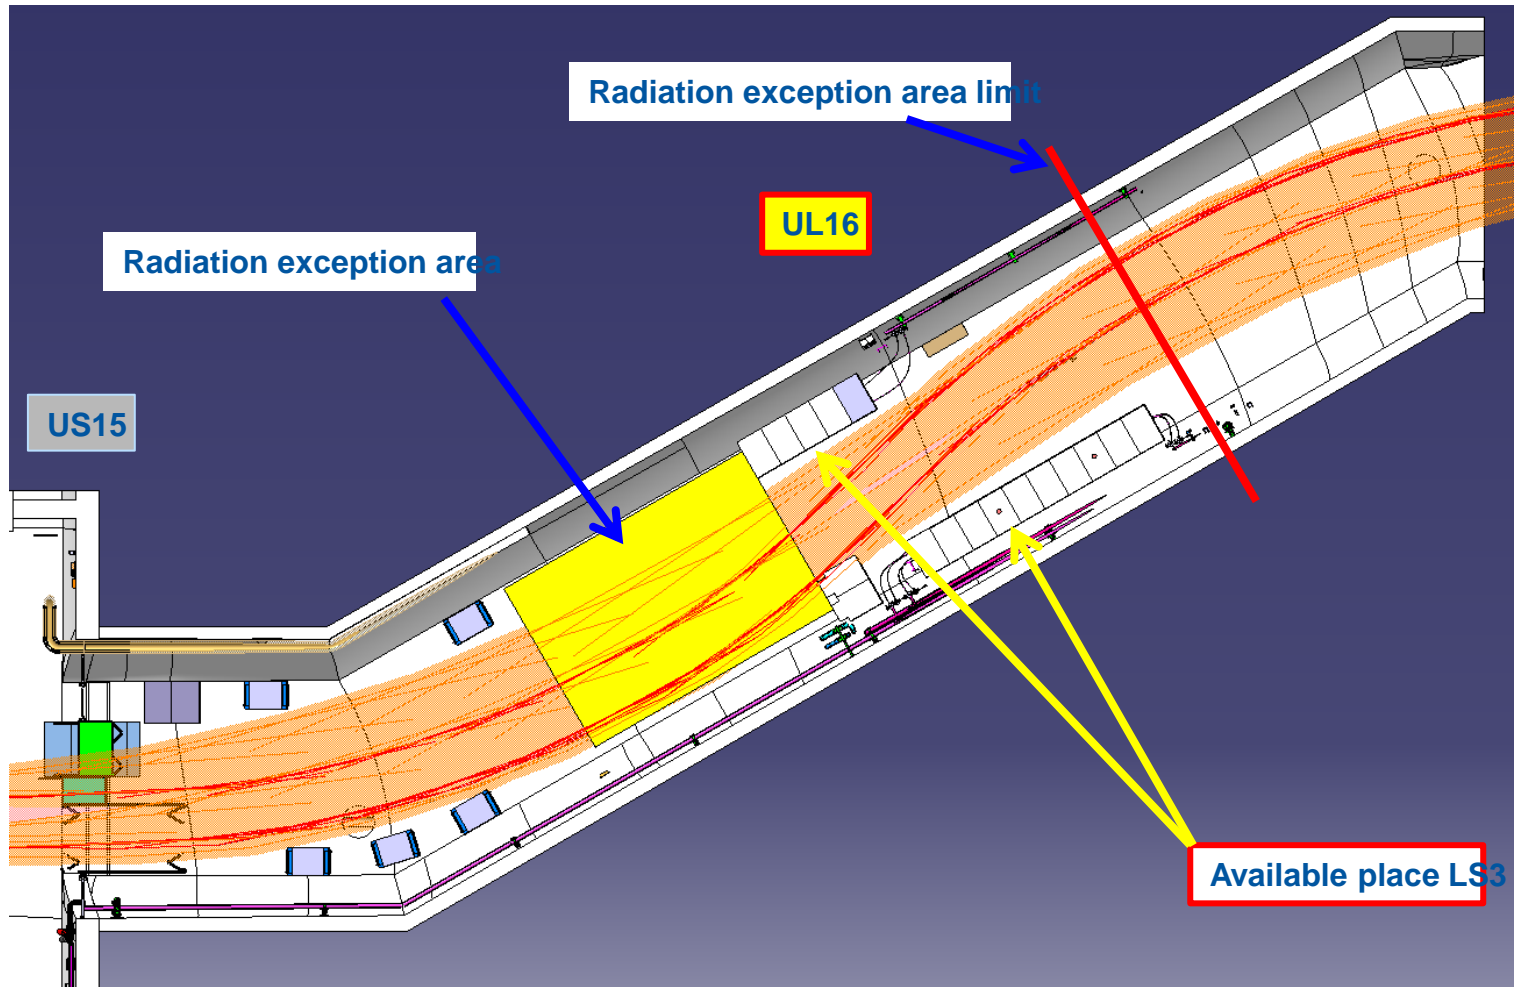 Radiation exception area limit
UL16
Radiation exception area
US15
Available place LS3